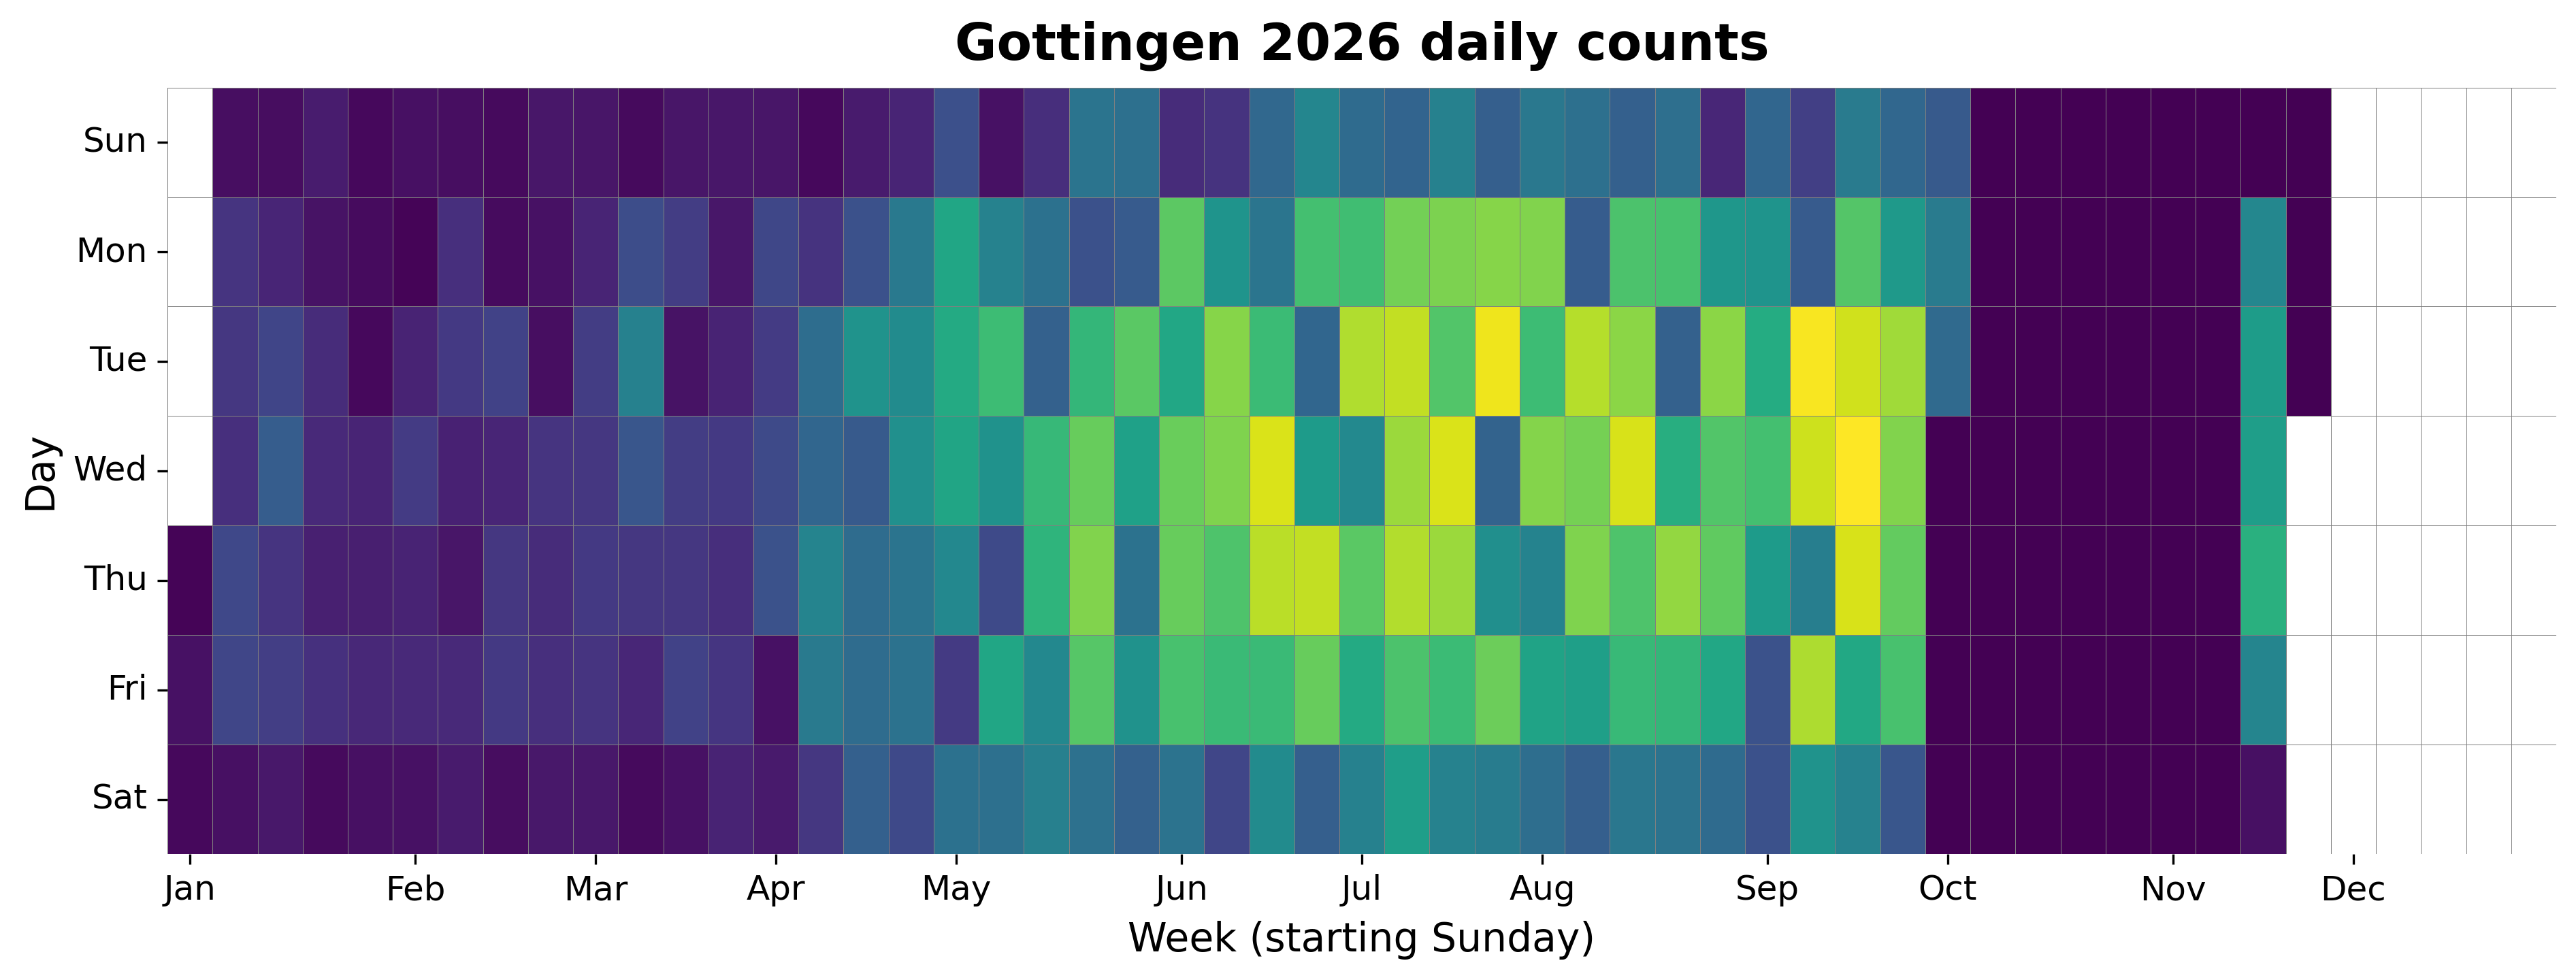 Gottingen 2026 daily counts
Sun
Mon
Tue
Wed
Thu
Fri
Sat
Day
Jan Feb Mar Apr May Jun Jul Aug Sep Oct Nov Dec
Week (starting Sunday)